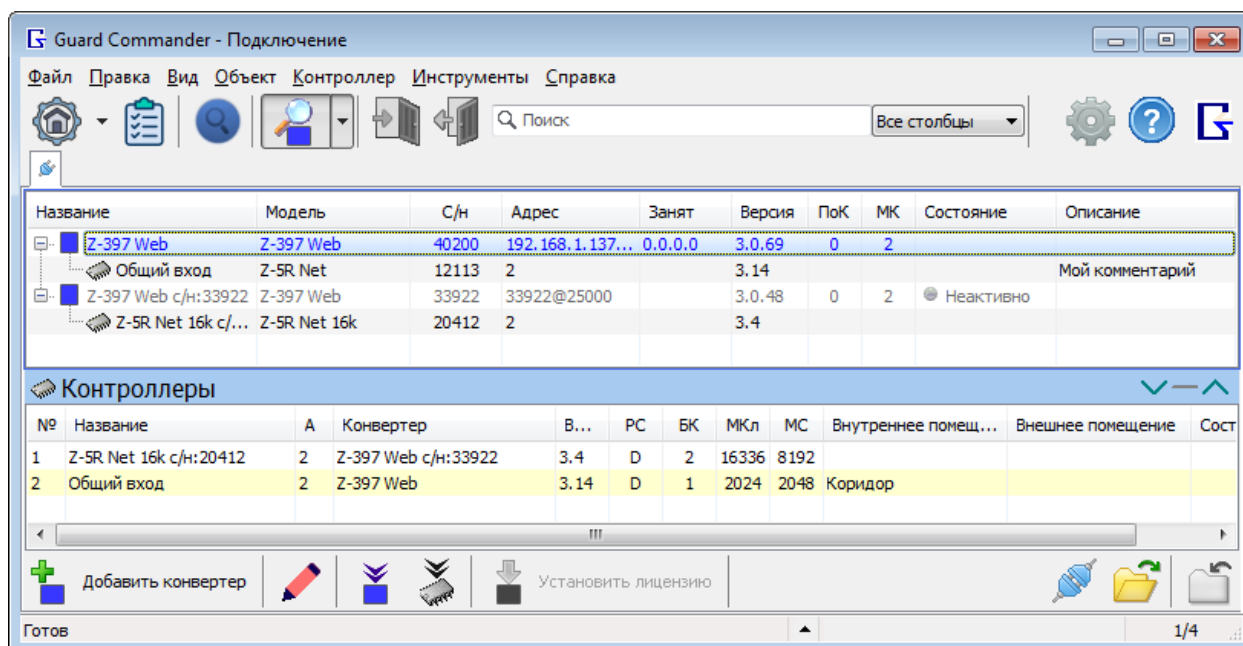 Guard Commander - Подключение
Файл Правка Вид Объект Контроллер Инструменты Справка
Поиск Все столбцы
Название Модель С/н Адрес Занят Версия ПоК МК Состояние Описание
Z-397 Web Z-397 Web 40200 192.168.1.137... 0.0.0.0 3.0.69 0 2
Общий вход Z-5R Net 12113 2 3.14 Мой комментарий
Z-397 Web с/н:33922 Z-397 Web 33922 33922@25000 3.0.48 0 2 Неактивно
Z-5R Net 16k с/... Z-5R Net 16k 20412 2 3.4
Контроллеры
№ Название А Конвертер В... РС БК МКл МС Внутреннее помещ... Внешнее помещение Сост
1 Z-5R Net 16k с/н:20412 2 Z-397 Web с/н:33922 3.4 D 2 16336 8192
2 Общий вход 2 Z-397 Web 3.14 D 1 2024 2048 Коридор
Добавить конвертер Установить лицензию
Готов 1/4